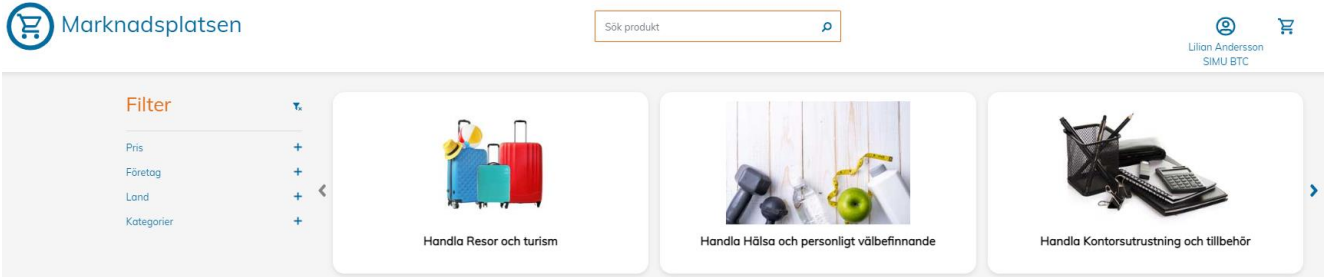 Marknadsplatsen
Sök produkt
Lilian Andersson
SIMU BTC
Filter
Pris
Företag
Land
Kategorier
Handla Resor och turism
Handla Hälsa och personligt välbefinnande
Handla Kontorsutrustning och tillbehör